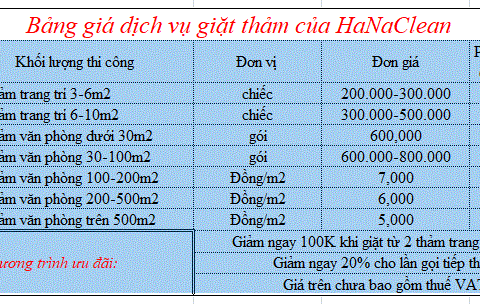 Bảng giá dịch vụ giặt thảm của HaNaClean
Khối lượng thi công Đơn vị Đơn giá P
ảm trang trí 3-6m2 chiếc 200.000-300.000
ảm trang trí 6-10m2 chiếc 300.000-500.000
ảm văn phòng dưới 30m2 gói 600,000
ảm văn phòng 30-100m2 gói 600.000-800.000
ảm văn phòng 100-200m2 Đồng/m2 7,000
ảm văn phòng 200-500m2 Đồng/m2 6,000
ảm văn phòng trên 500m2 Đồng/m2 5,000
Giảm ngay 100K khi giặt từ 2 thảm trang
ương trình ưu đãi: Giảm ngay 20% cho lần gọi tiếp th
Giá trên chưa bao gồm thuế VA